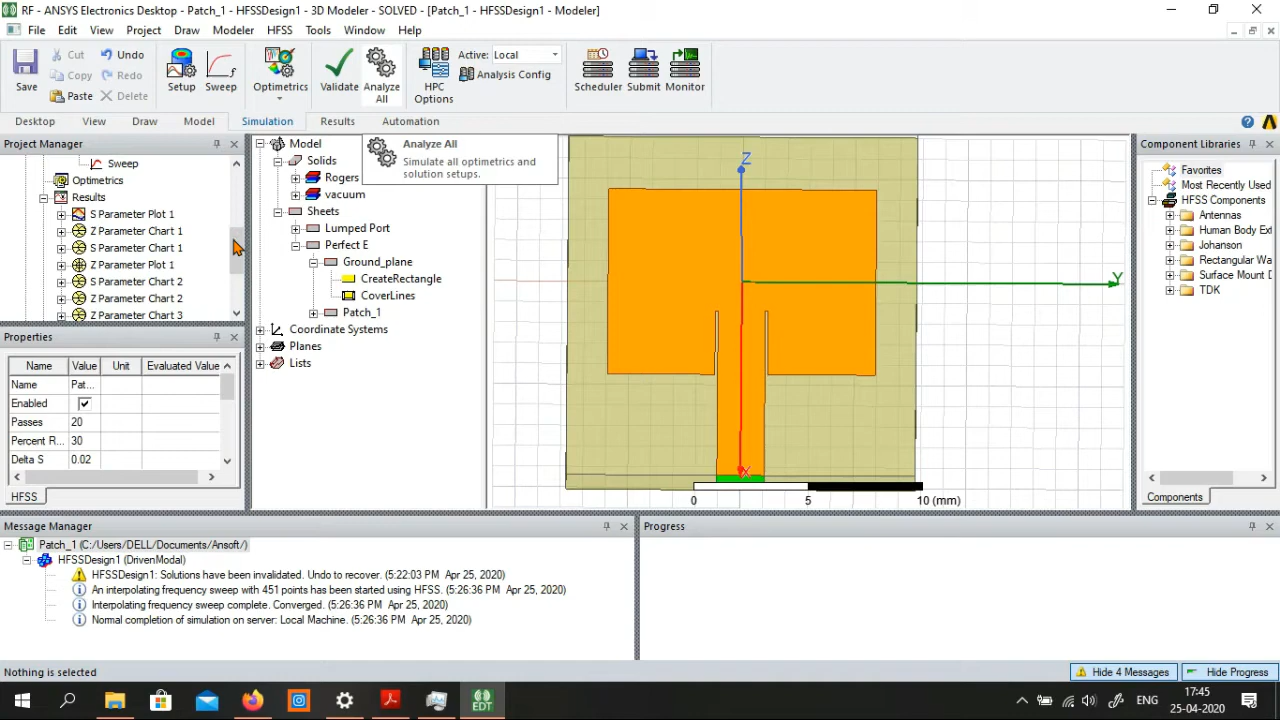 RF - ANSYS Electronics Desktop - Patch_1 - HFSSDesign1 - 3D Modeler - SOLVED - [Patch_1 - HFSSDesign1 - Modeler]
File Edit View Project Draw Modeler HFSS Tools Window Help
Save
Cut
Copy
Paste
Undo
Redo
Delete
Setup
Sweep
Optimetrics
Validate
Analyze
All
HPC
Options
Active: Local
Analysis Config
Scheduler
Submit
Monitor
Desktop View Draw Model Simulation Results Automation
Project Manager
Sweep
Optimetrics
Results
S Parameter Plot 1
Z Parameter Chart 1
S Parameter Chart 1
Z Parameter Plot 1
S Parameter Chart 2
Z Parameter Chart 2
Z Parameter Chart 3
Properties
Name Value Unit Evaluated Value
Name Pat...
Enabled
Passes 20
Percent R... 30
Delta S 0.02
HFSS
Model
Solids
Rogers
vacuum
Sheets
Lumped Port
Perfect E
Ground_plane
CreateRectangle
CoverLines
Patch_1
Coordinate Systems
Planes
Lists
Analyze All
Simulate all optimetrics and
solution setups.
Z
Y
X
0 5 10 (mm)
Component Libraries
Favorites
Most Recently Used
HFSS Components
Antennas
Human Body Ex
Johanson
Rectangular Wa
Surface Mount D
TDK
Components
Message Manager
Patch_1 (C:/Users/DELL/Documents/Ansoft/)
HFSSDesign1 (DrivenModal)
HFSSDesign1: Solutions have been invalidated. Undo to recover. (5:22:03 PM Apr 25, 2020)
An interpolating frequency sweep with 451 points has been started using HFSS. (5:26:36 PM Apr 25, 2020)
Interpolating frequency sweep complete. Converged. (5:26:36 PM Apr 25, 2020)
Normal completion of simulation on server: Local Machine. (5:26:36 PM Apr 25, 2020)
Progress
Nothing is selected
Hide 4 Messages
Hide Progress
EDT
ENG
17:45
25-04-2020